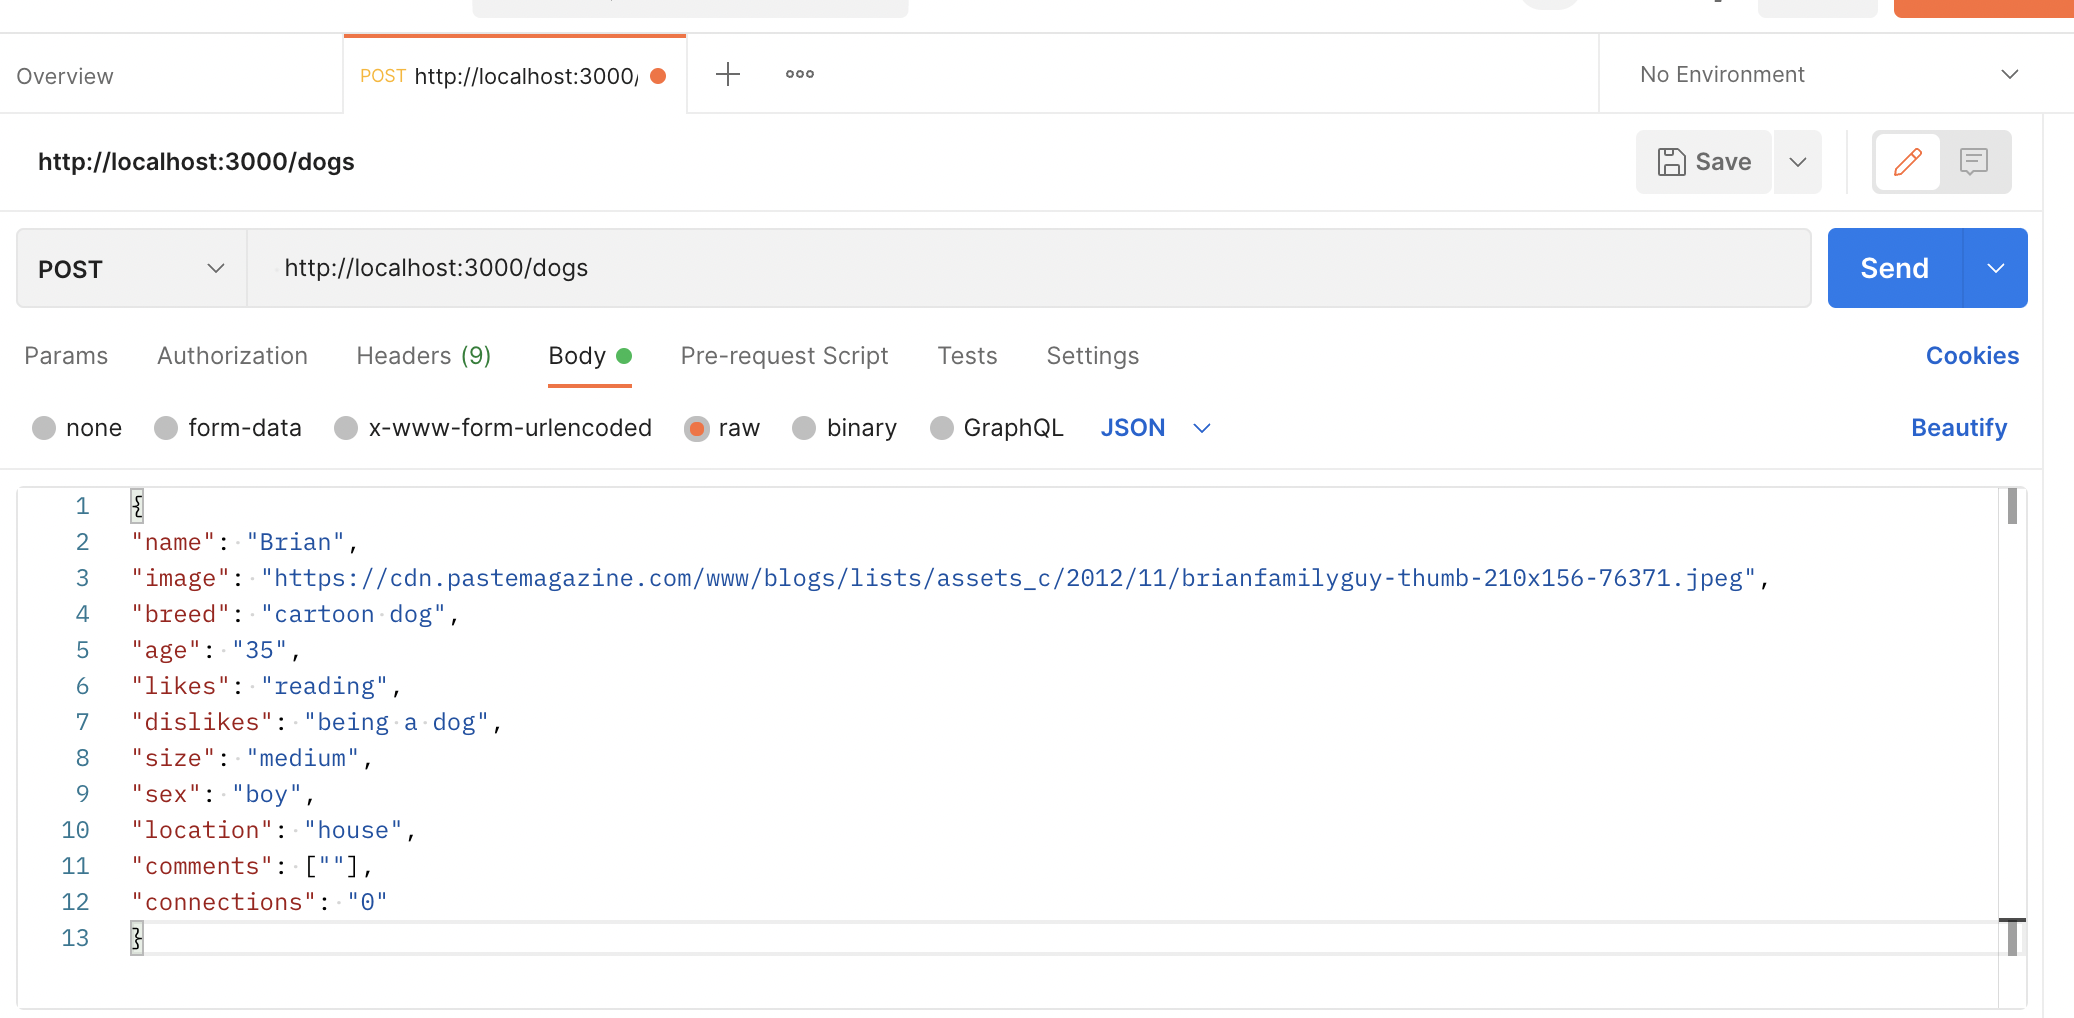 Overview
POST http://localhost:3000/
No Environment
http://localhost:3000/dogs
Save
POST
http://localhost:3000/dogs
Send
Params Authorization Headers (9) Body Pre-request Script Tests Settings Cookies
none form-data x-www-form-urlencoded raw binary GraphQL JSON Beautify
1 {
2 "name": "Brian",
3 "image": "https://cdn.pastemagazine.com/www/blogs/lists/assets_c/2012/11/brianfamilyguy-thumb-210x156-76371.jpeg",
4 "breed": "cartoon dog",
5 "age": "35",
6 "likes": "reading",
7 "dislikes": "being a dog",
8 "size": "medium",
9 "sex": "boy",
10 "location": "house",
11 "comments": [""],
12 "connections": "0"
13 }